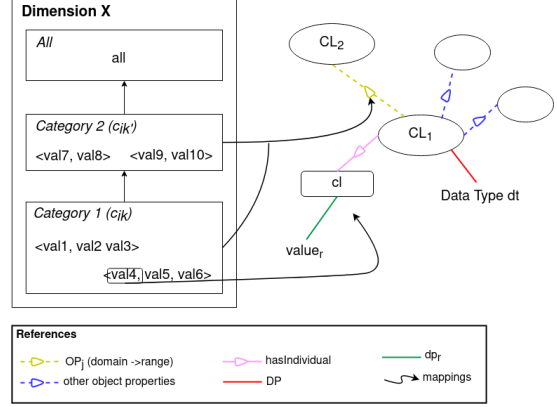 Dimension X
All
all
Category 2 (cik')
<val7, val8> <val9, val10>
Category 1 (cik)
<val1, val2 val3>
<val4, val5, val6>
CL2
CL1
cl
valuer
Data Type dt
References
OPj (domain ->range)
other object properties
hasIndividual
DP
dpr
mappings